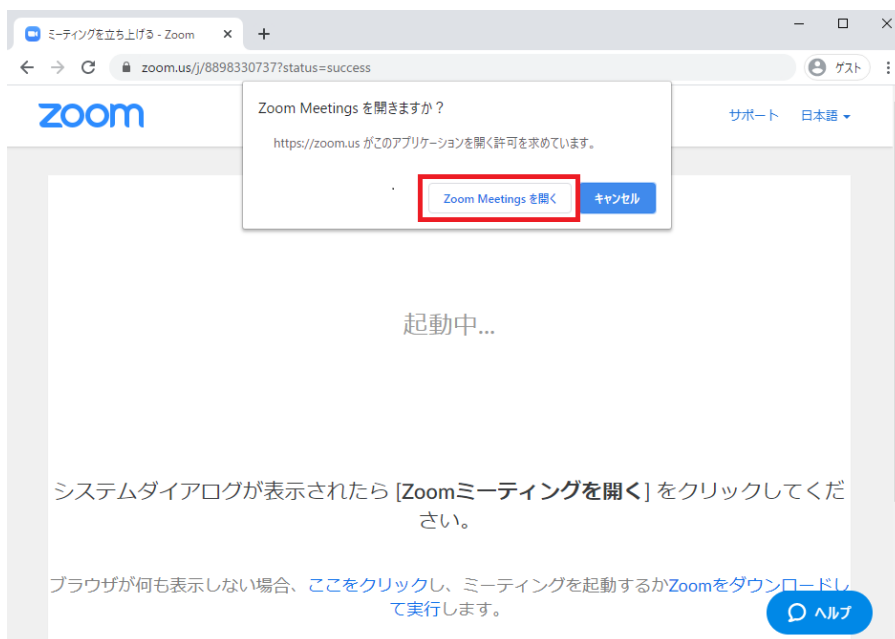 ミーティングを立ち上げる - Zoom
zoom.us/j/8898330737?status=success
ゲスト
zoom
サポート 日本語
Zoom Meetings を開きますか？
https://zoom.us がこのアプリケーションを開く許可を求めています。
Zoom Meetings を開く キャンセル
起動中...
システムダイアログが表示されたら [Zoomミーティングを開く] をクリックしてくだ
さい。
ブラウザが何も表示しない場合、ここをクリックし、ミーティングを起動するかZoomをダウンロードし
て実行します。
ヘルプ